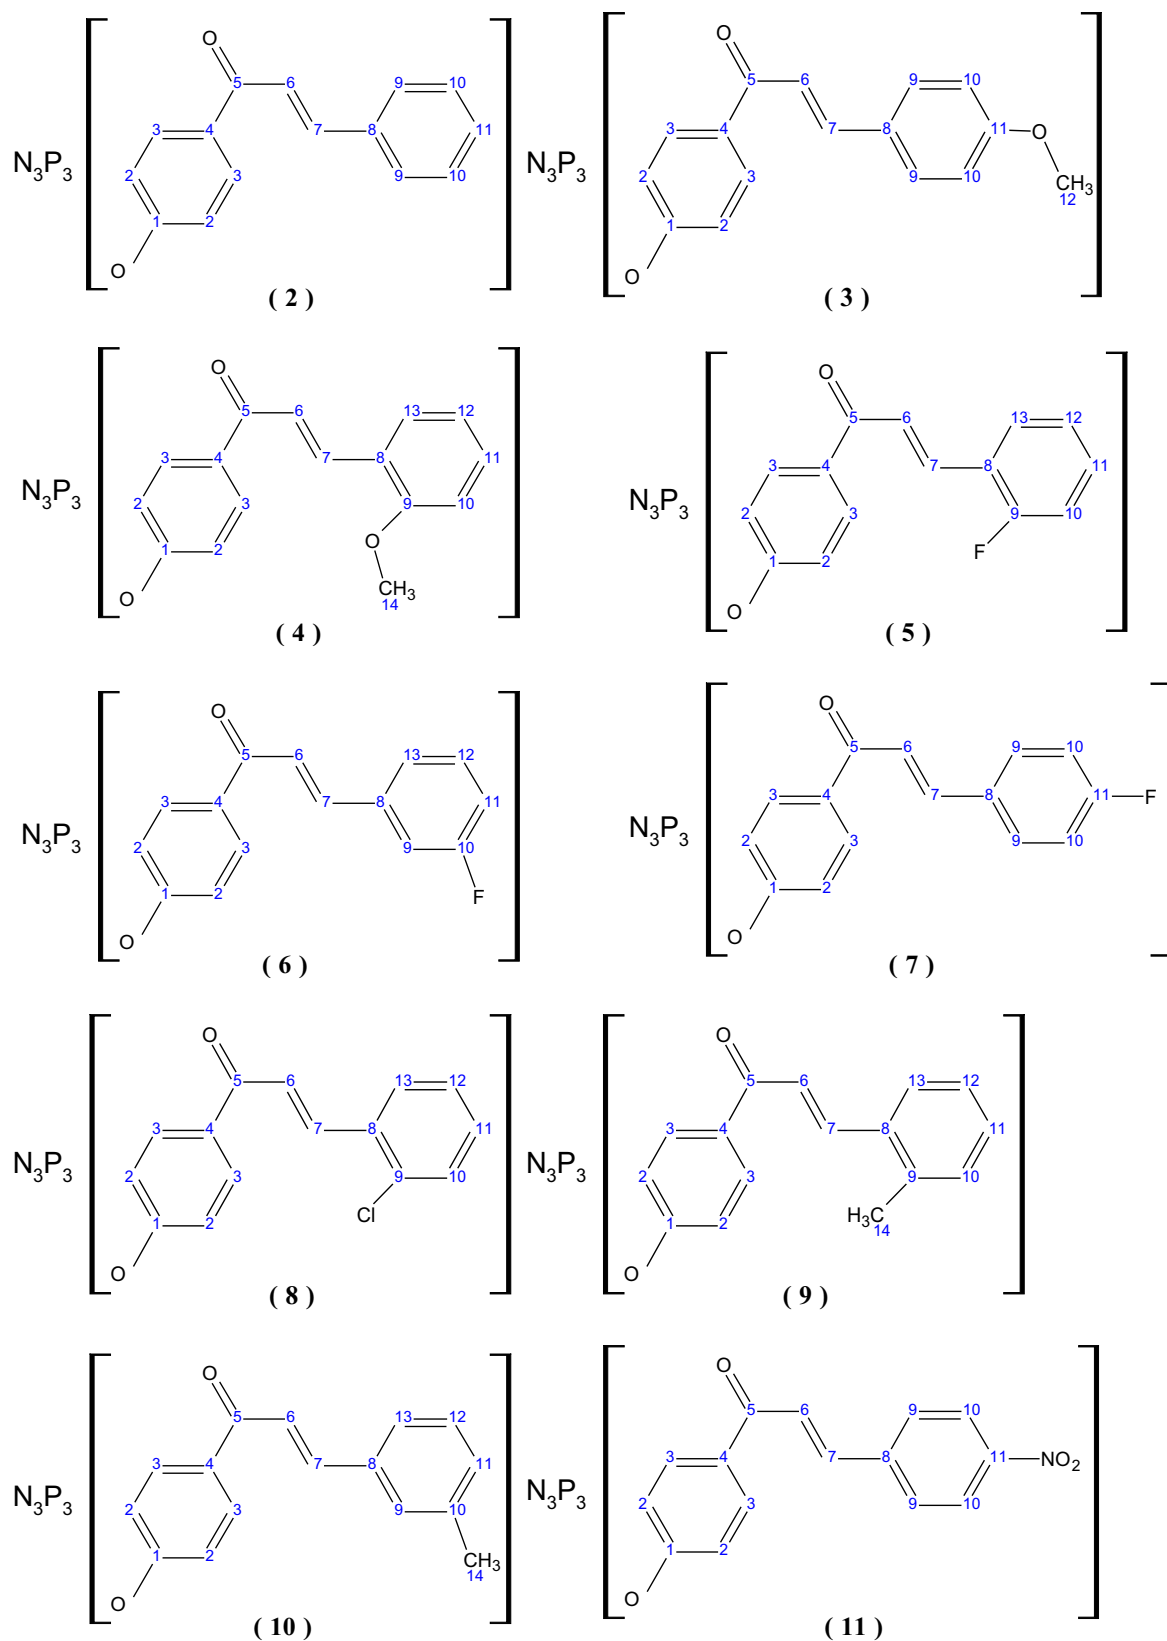 O
5 6 9 10
3 4 7 8 11
N3P3 2 3 9 10
1 2
O
( 2 )
O
5 6 9 10
3 4 7 8 11 O
N3P3 2 3 9 10 CH3
12
1 2
O
( 3 )
O
5 6 13 12
3 4 7 8 11
N3P3 2 3 9 10
O
1 2
CH3
O 14
( 4 )
O
5 6 13 12
3 4 7 8 11
N3P3 2 3 9 10
F
1 2
O
( 5 )
O
5 6 13 12
3 4 7 8 11
N3P3 2 3 9 10
1 2 F
O
( 6 )
O
5 6 9 10
3 4 7 8 11 F
N3P3 2 3 9 10
1 2
O
( 7 )
O
5 6 13 12
3 4 7 8 11
N3P3 2 3 9 10
Cl
1 2
O
( 8 )
O
5 6 13 12
3 4 7 8 11
N3P3 2 3 9 10
H3C
1 2 14
O
( 9 )
O
5 6 13 12
3 4 7 8 11
N3P3 2 3 9 10
1 2 CH3
14
O
( 10 )
O
5 6 9 10
3 4 7 8 11 NO2
N3P3 2 3 9 10
1 2
O
( 11 )